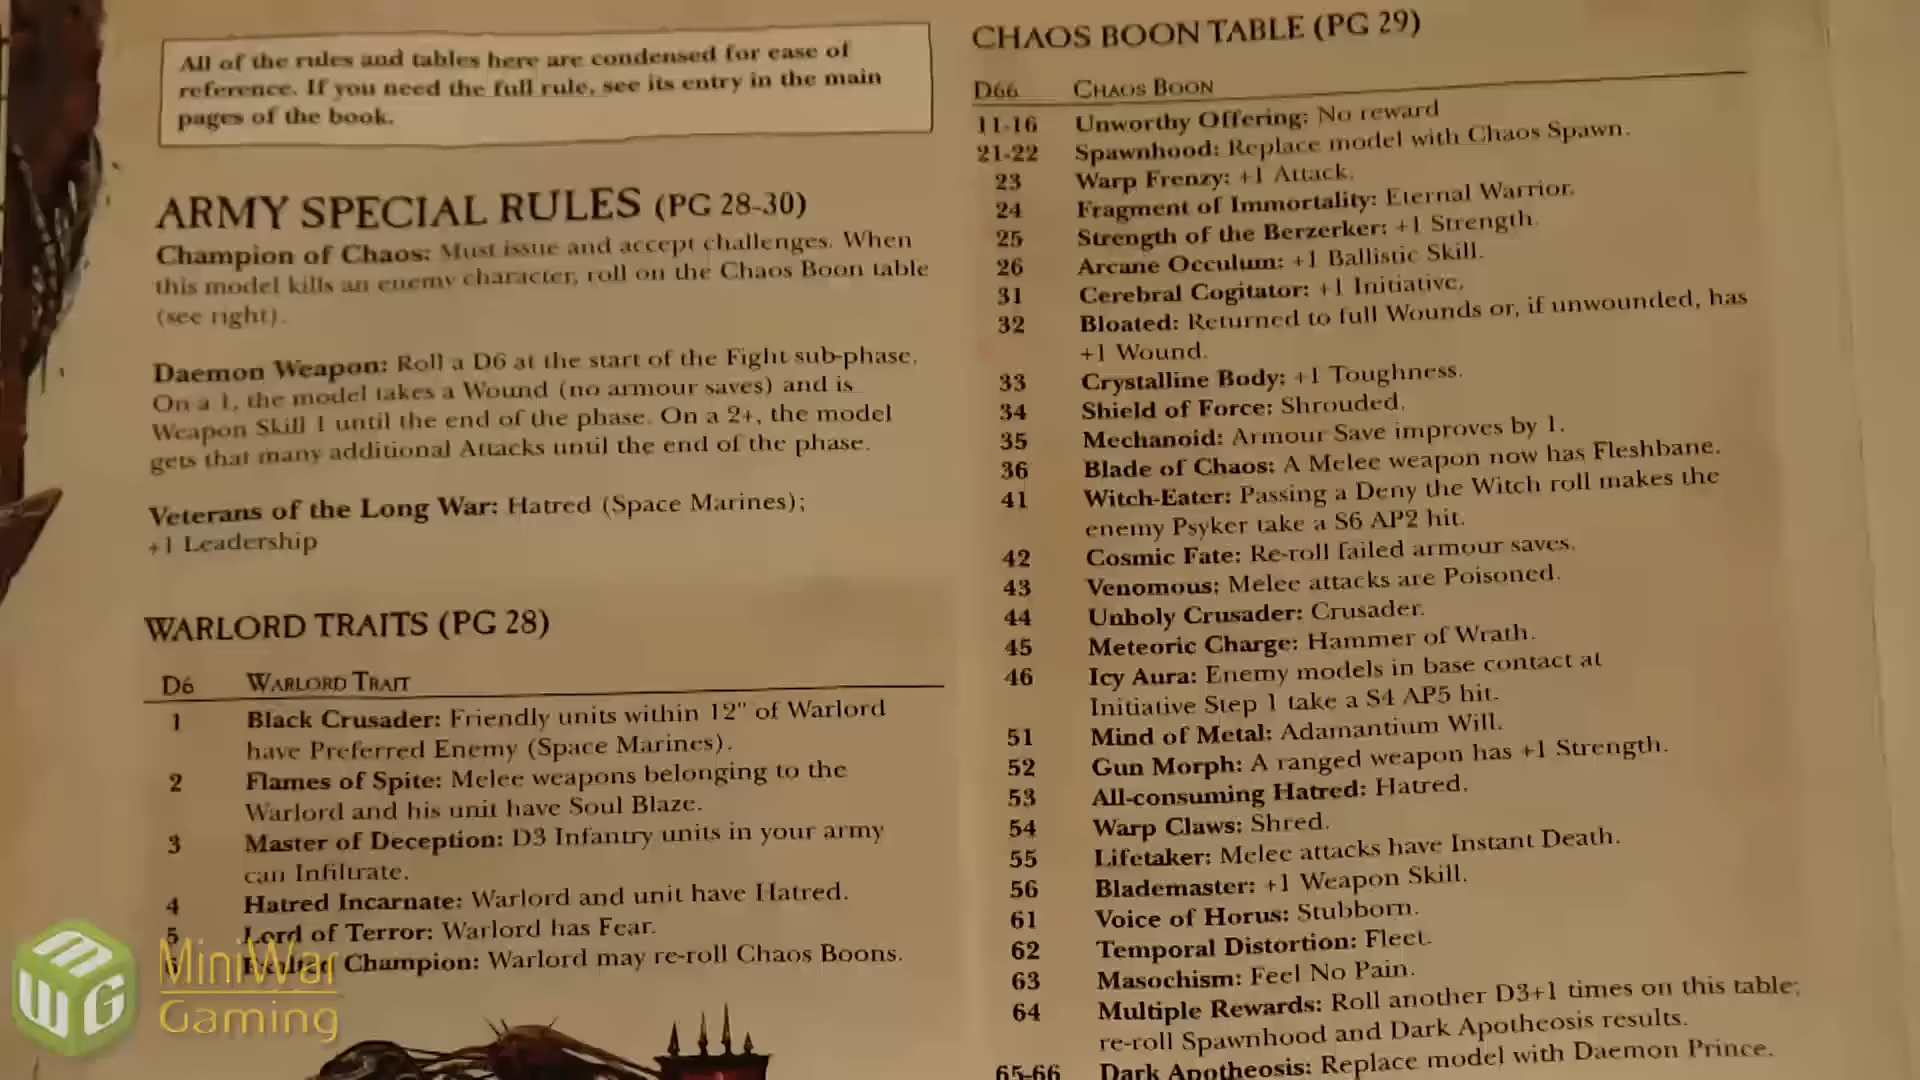 All of the rules and tables here are condensed for ease of
reference. If you need the full rule, see its entry in the main
pages of the book.
ARMY SPECIAL RULES (PG 28-30)
Champion of Chaos: Must issue and accept challenges. When
this model kills an enemy character, roll on the Chaos Boon table
(see right).
Daemon Weapon: Roll a D6 at the start of the Fight sub-phase.
On a 1, the model takes a Wound (no armour saves) and is
Weapon Skill 1 until the end of the phase. On a 2+, the model
gets that many additional Attacks until the end of the phase.
Veterans of the Long War: Hatred (Space Marines);
+1 Leadership
WARLORD TRAITS (PG 28)
D6 WARLORD TRAIT
1 Black Crusader: Friendly units within 12" of Warlord
have Preferred Enemy (Space Marines).
2 Flames of Spite: Melee weapons belonging to the
Warlord and his unit have Soul Blaze.
3 Master of Deception: D3 Infantry units in your army
can Infiltrate.
4 Hatred Incarnate: Warlord and unit have Hatred.
5 Lord of Terror: Warlord has Fear.
Champion: Warlord may re-roll Chaos Boons.
CHAOS BOON TABLE (PG 29)
D66 CHAOS BOON
11-16 Unworthy Offering: No reward
21-22 Spawnhood: Replace model with Chaos Spawn.
23 Warp Frenzy: +1 Attack.
24 Fragment of Immortality: Eternal Warrior.
25 Strength of the Berzerker: +1 Strength.
26 Arcane Occulum: +1 Ballistic Skill.
31 Cerebral Cogitator: +1 Initiative.
32 Bloated: Returned to full Wounds or, if unwounded, has
+1 Wound.
33 Crystalline Body: +1 Toughness.
34 Shield of Force: Shrouded.
35 Mechanoid: Armour Save improves by 1.
36 Blade of Chaos: A Melee weapon now has Fleshbane.
41 Witch-Eater: Passing a Deny the Witch roll makes the
enemy Psyker take a S6 AP2 hit.
42 Cosmic Fate: Re-roll failed armour saves.
43 Venomous: Melee attacks are Poisoned.
44 Unholy Crusader: Crusader.
45 Meteoric Charge: Hammer of Wrath.
46 Icy Aura: Enemy models in base contact at
Initiative Step 1 take a S4 AP5 hit.
51 Mind of Metal: Adamantium Will.
52 Gun Morph: A ranged weapon has +1 Strength.
53 All-consuming Hatred: Hatred.
54 Warp Claws: Shred.
55 Lifetaker: Melee attacks have Instant Death.
56 Blademaster: +1 Weapon Skill.
61 Voice of Horus: Stubborn.
62 Temporal Distortion: Fleet.
63 Masochism: Feel No Pain.
64 Multiple Rewards: Roll another D3+1 times on this table;
re-roll Spawnhood and Dark Apotheosis results.
65-66 Dark Apotheosis: Replace model with Daemon Prince.
MWG
MiniWar
Gaming